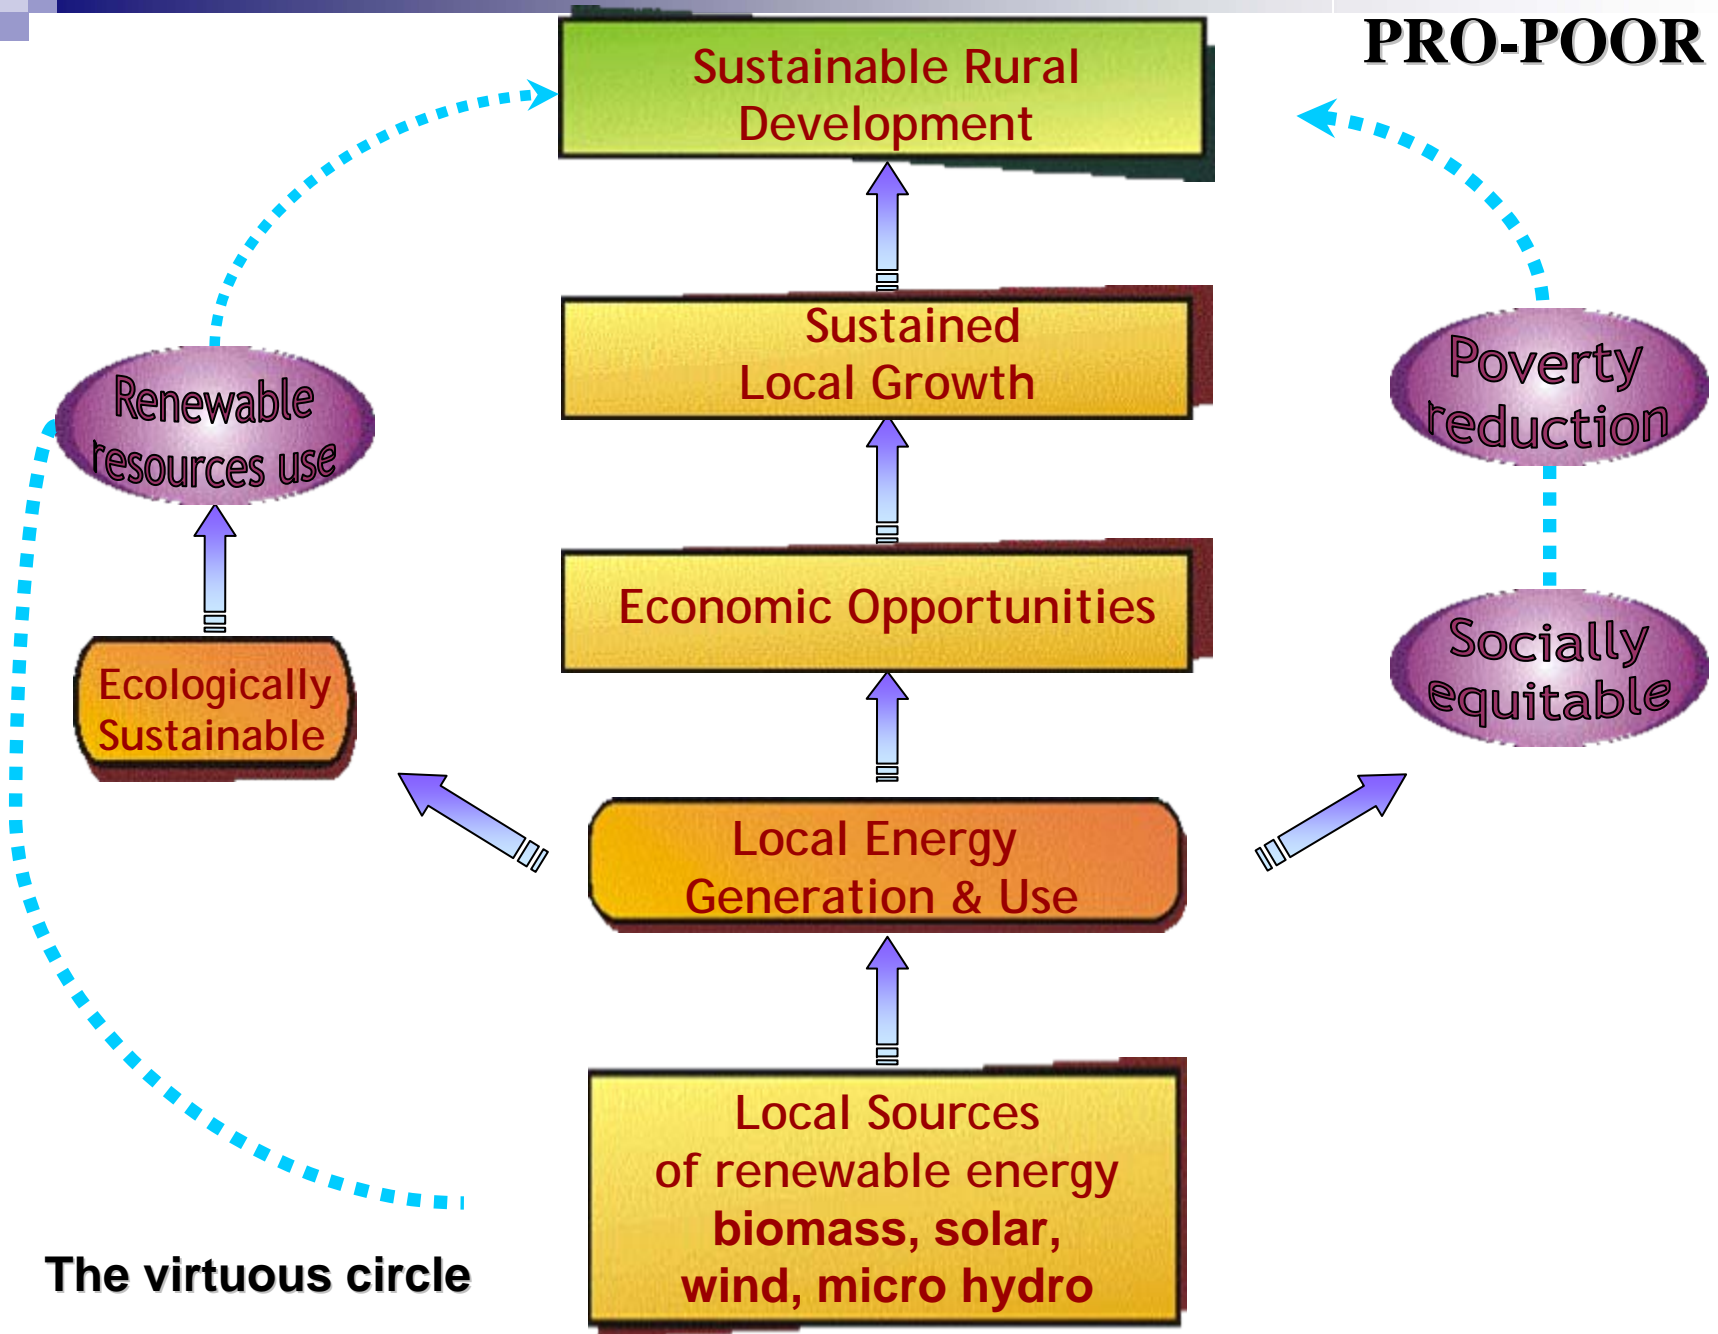 PRO-POOR
Sustainable Rural
Development
Sustained
Local Growth
Renewable
resources use
Poverty
reduction
Economic Opportunities
Ecologically
Sustainable
Socially
equitable
Local Energy
Generation & Use
Local Sources
of renewable energy
biomass, solar,
wind, micro hydro
The virtuous circle